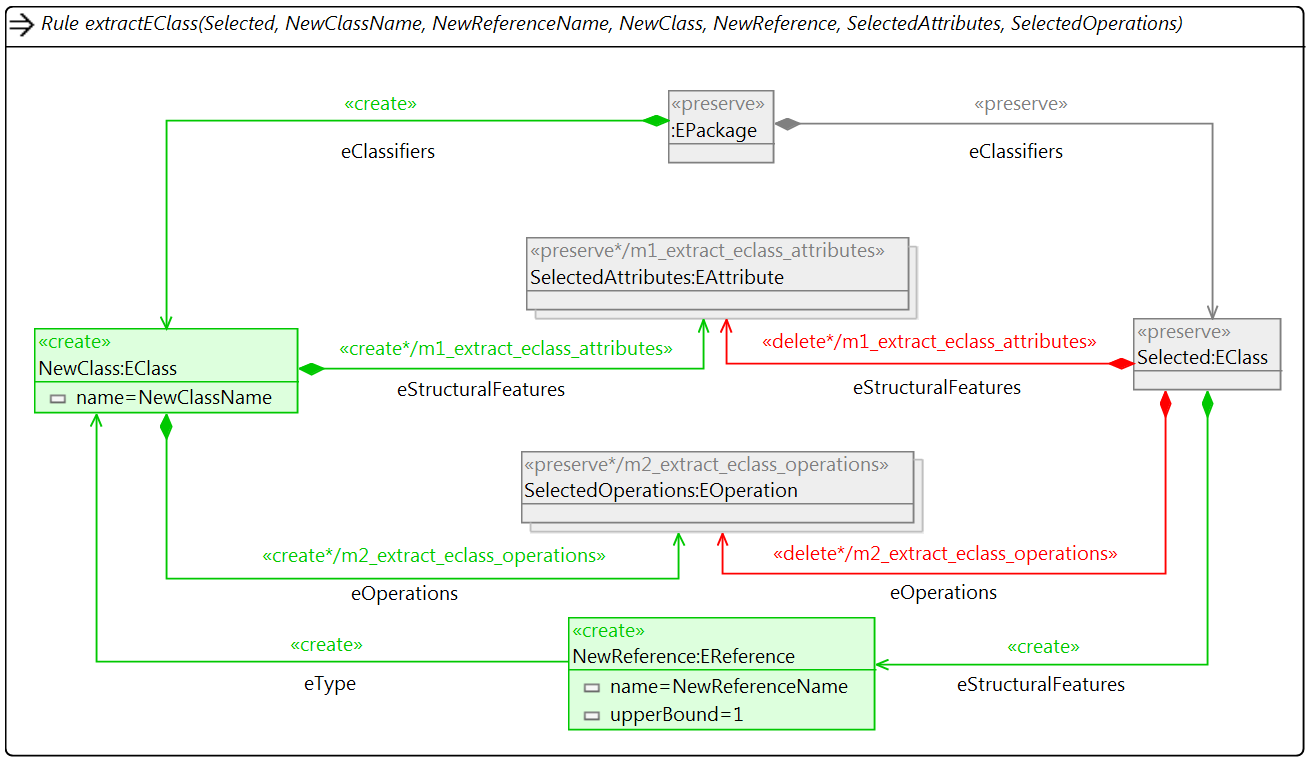 Rule extractEClass(Selected, NewClassName, NewReferenceName, NewClass, NewReference, SelectedAttributes, SelectedOperations)
«create»
eClassifiers
«preserve»
:EPackage
«preserve»
eClassifiers
«preserve*/m1_extract_eclass_attributes»
SelectedAttributes:EAttribute
«create»
NewClass:EClass
name=NewClassName
«create*/m1_extract_eclass_attributes»
eStructuralFeatures
«delete*/m1_extract_eclass_attributes»
eStructuralFeatures
«preserve»
Selected:EClass
«preserve*/m2_extract_eclass_operations»
SelectedOperations:EOperation
«create*/m2_extract_eclass_operations»
eOperations
«delete*/m2_extract_eclass_operations»
eOperations
«create»
eType
«create»
NewReference:EReference
name=NewReferenceName
upperBound=1
«create»
eStructuralFeatures